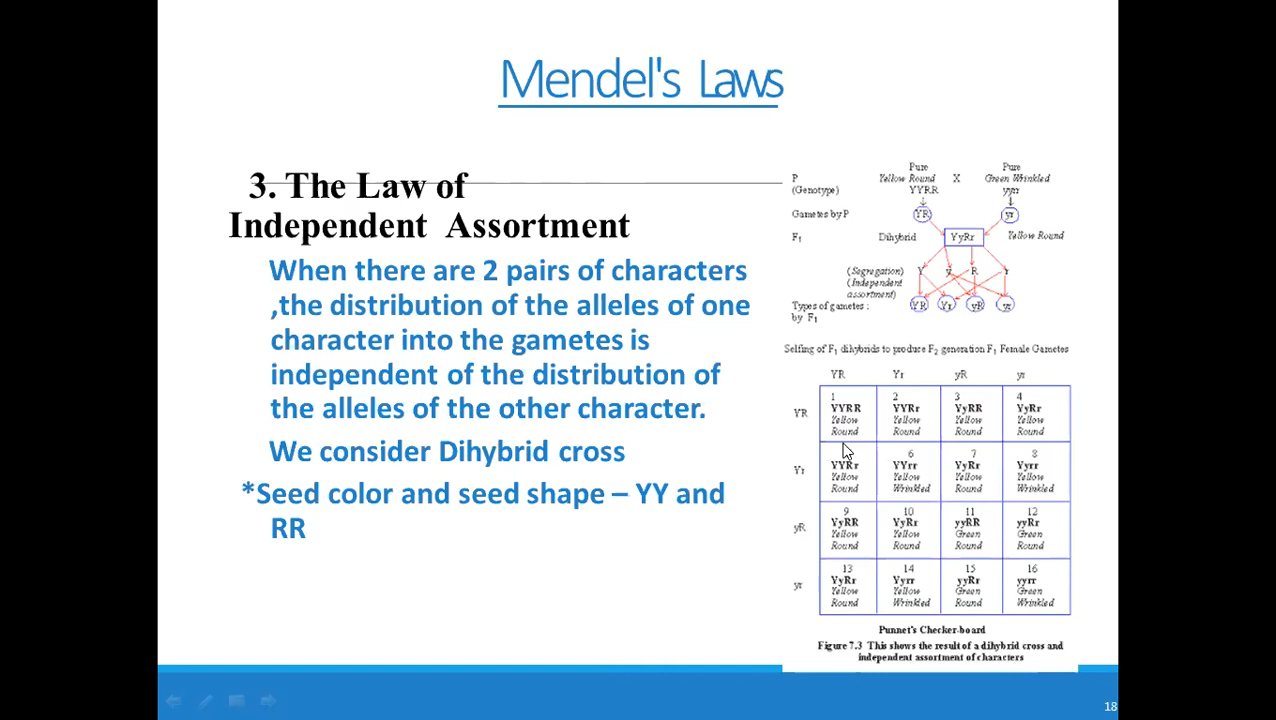 Mendel's Laws
3. The Law of
Independent Assortment
When there are 2 pairs of characters
,the distribution of the alleles of one
character into the gametes is
independent of the distribution of
the alleles of the other character.
We consider Dihybrid cross
*Seed color and seed shape – YY and
RR
Pure Pure
P Yellow Round X Green Wrinkled
(Genotype) YYRR yyrr
Gametes by P YR yr
F1 Dihybrid YyRr Yellow Round
(Segregation) Y y R r
(Independent
assortment)
Types of gametes : YR Yr yR yr
by F1
Selfing of F1 dihybrids to produce F2 generation F1 Female Gametes
YR Yr yR yr
1 2 3 4
YR YYRR YYRr YyRR YyRr
Yellow Yellow Yellow Yellow
Round Round Round Round
6 7 8
Yr YYRr YYrr YyRr Yyrr
Yellow Yellow Yellow Yellow
Round Wrinkled Round Wrinkled
9 10 11 12
yR YyRR YyRr yyRR yyRr
Yellow Yellow Green Green
Round Round Round Round
13 14 15 16
yr YyRr Yyrr yyRr yyrr
Yellow Yellow Green Green
Round Wrinkled Round Wrinkled
Punnet's Checker-board
Figure 7.3 This shows the result of a dihybrid cross and
independent assortment of characters
18